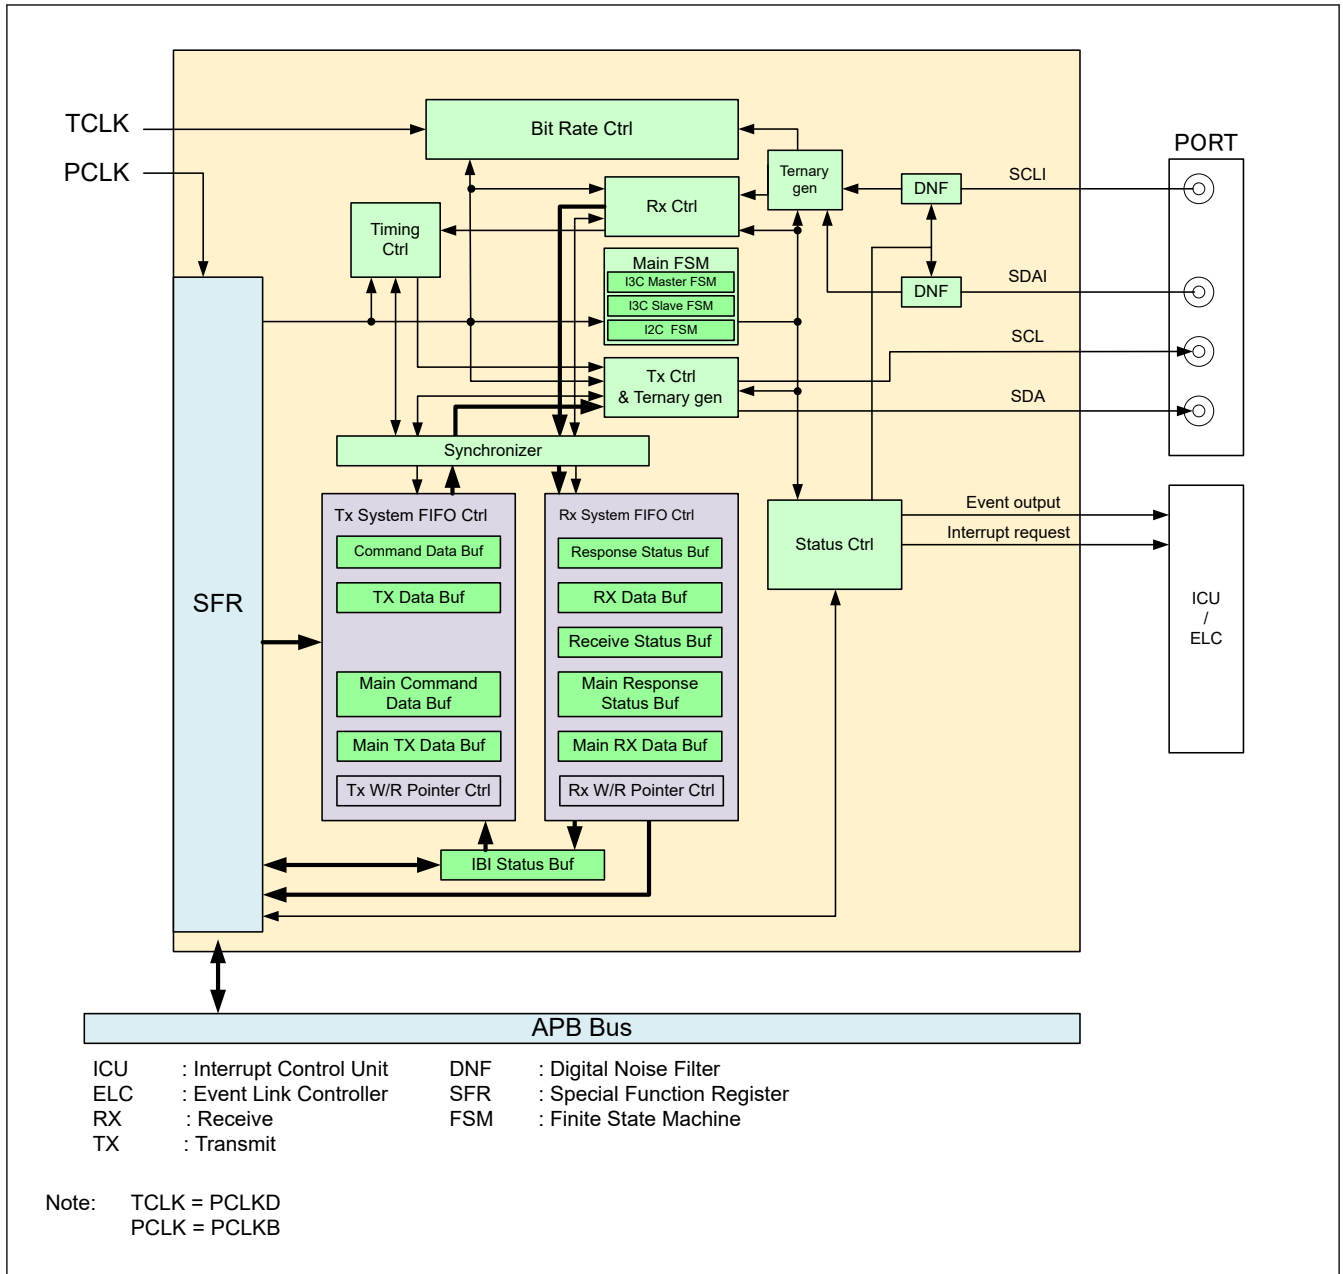 TCLK
PCLK
Bit Rate Ctrl
PORT
Ternary
gen
DNF
SCLI
Rx Ctrl
Timing
Ctrl
Main FSM
I3C Master FSM
I3C Slave FSM
I2C FSM
DNF
SDAI
SCL
Tx Ctrl
& Ternary gen
SDA
Synchronizer
Tx System FIFO Ctrl
Command Data Buf
TX Data Buf
Main Command
Data Buf
Main TX Data Buf
Tx W/R Pointer Ctrl
Rx System FIFO Ctrl
Response Status Buf
RX Data Buf
Receive Status Buf
Main Response
Status Buf
Main RX Data Buf
Rx W/R Pointer Ctrl
Status Ctrl
Event output
Interrupt request
ICU
/
ELC
SFR
IBI Status Buf
APB Bus
ICU : Interrupt Control Unit
ELC : Event Link Controller
RX : Receive
TX : Transmit
DNF : Digital Noise Filter
SFR : Special Function Register
FSM : Finite State Machine
Note: TCLK = PCLKD
PCLK = PCLKB